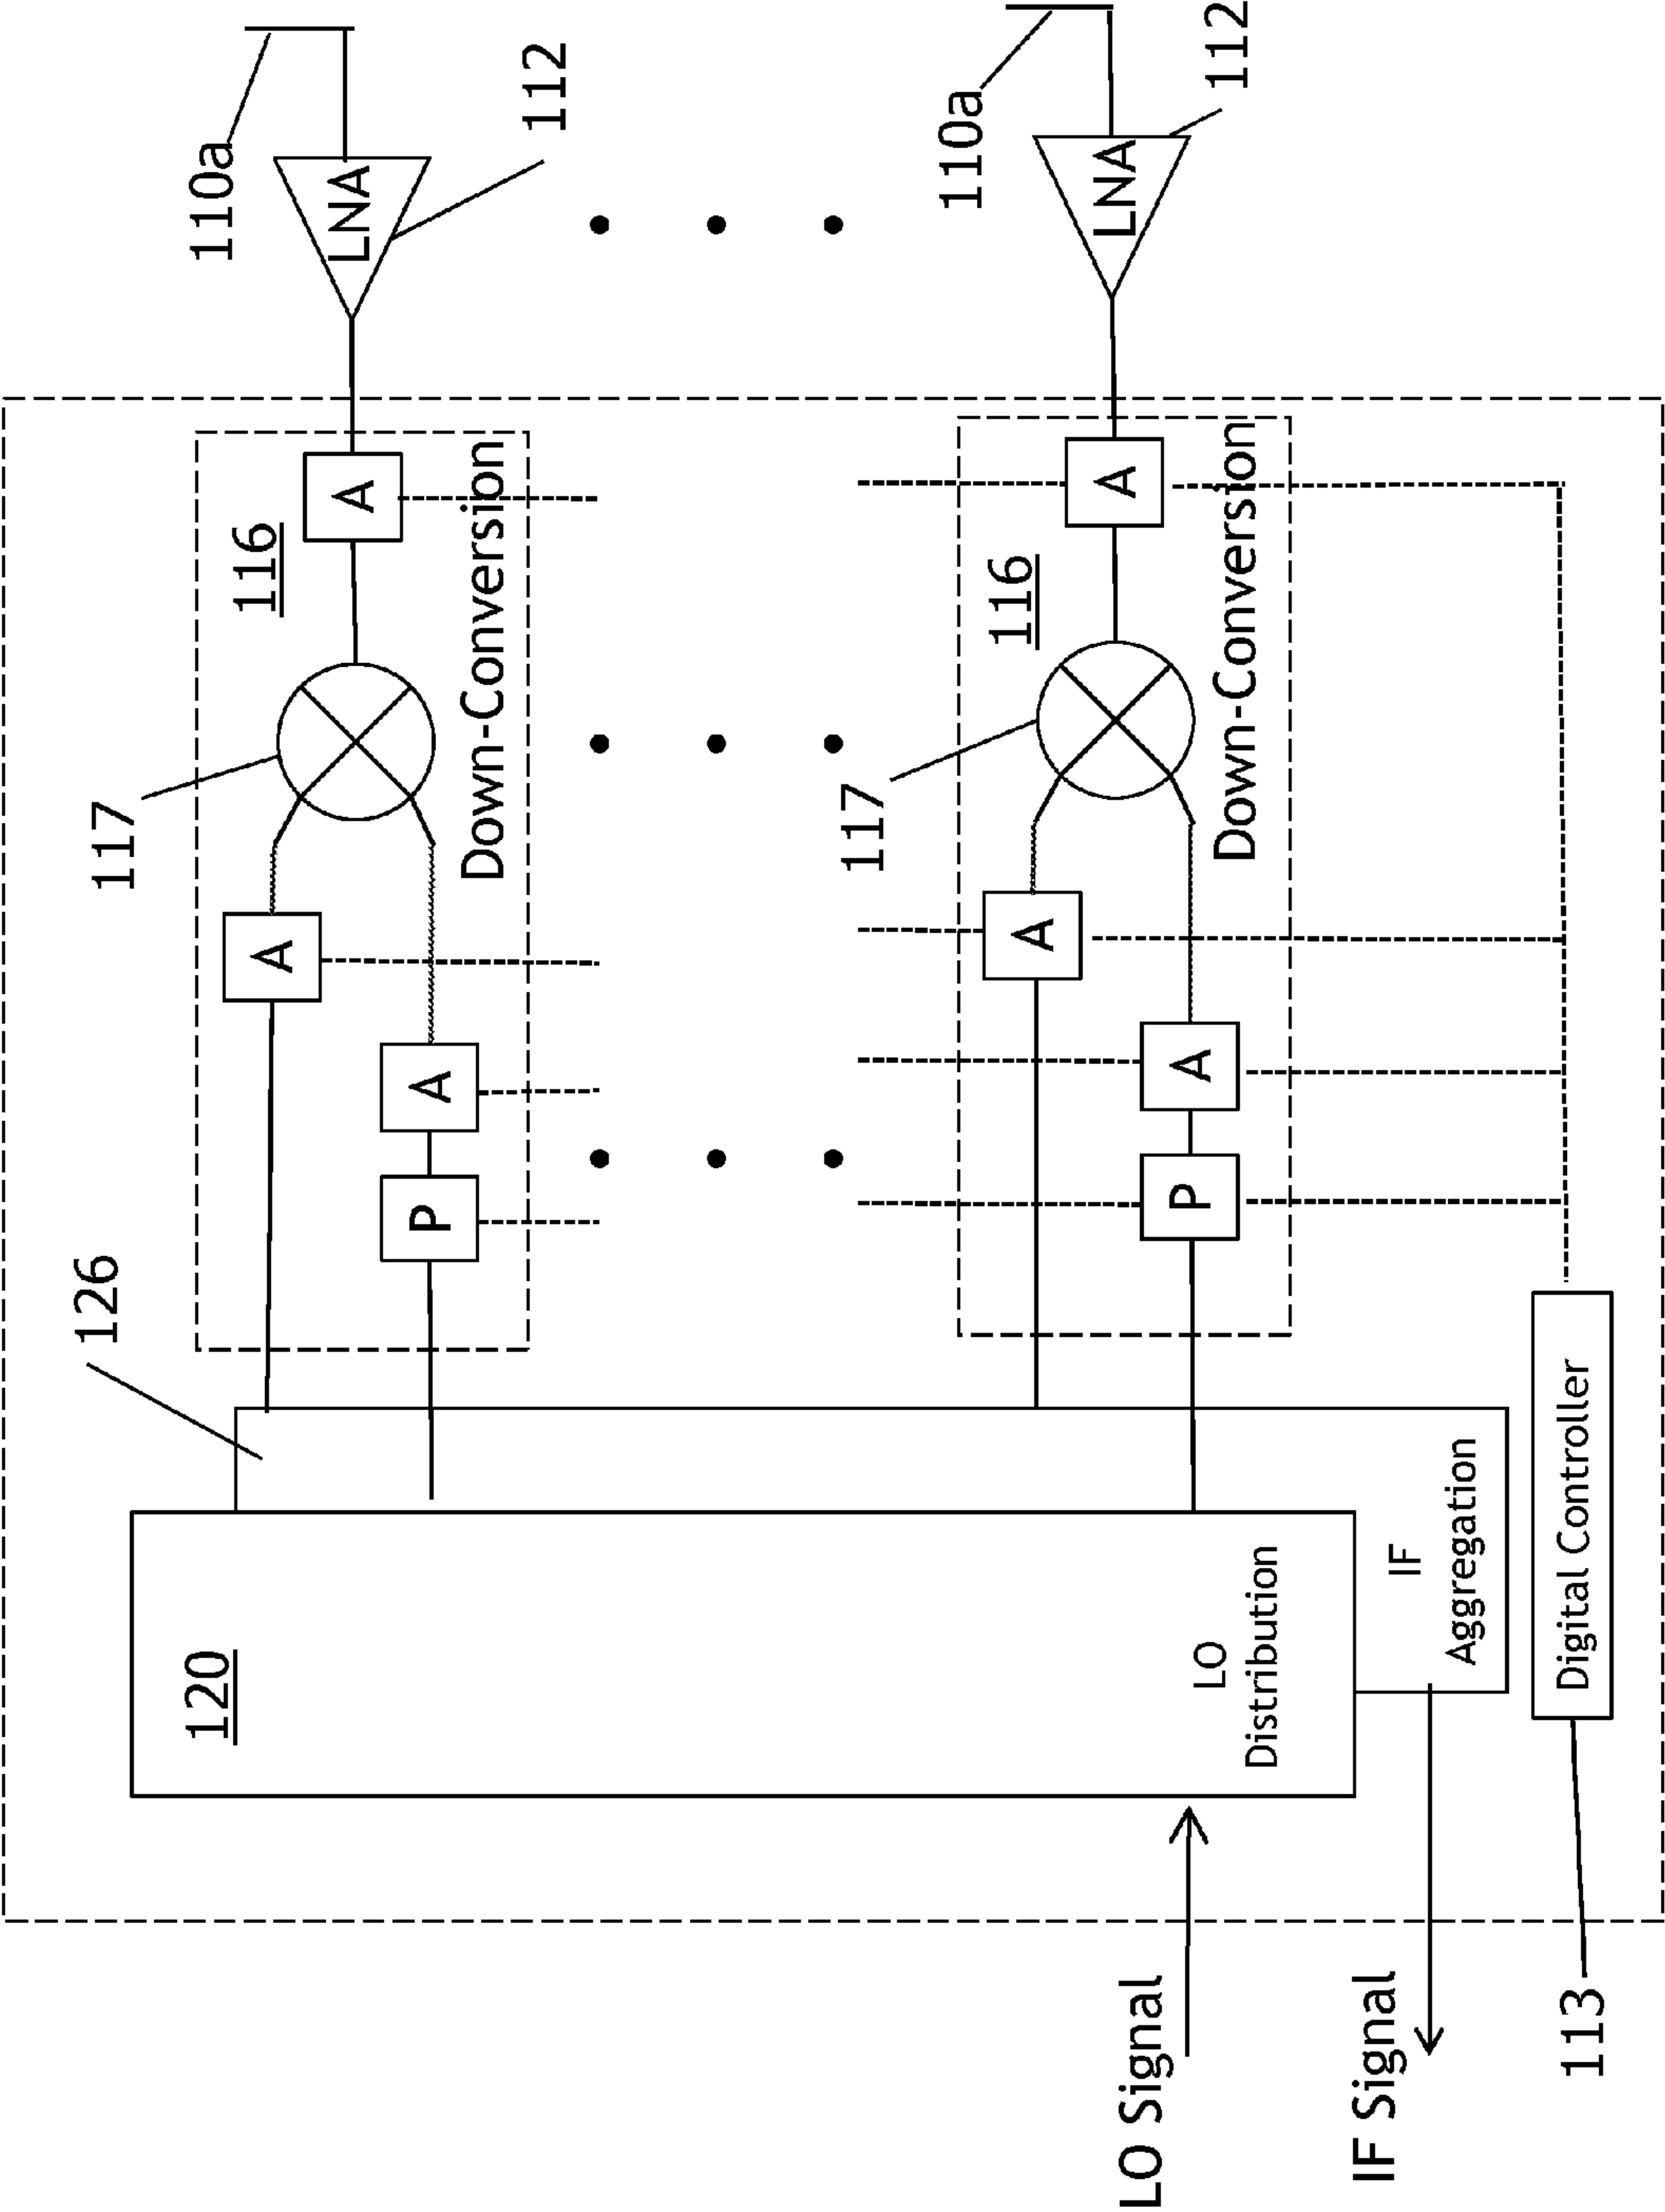 110a
LNA
112
116
A
117
Down-Conversion
A
A
P
126
110a
LNA
112
116
A
117
Down-Conversion
A
A
P
120
LO
Distribution
IF
Aggregation
Digital Controller
LO Signal
IF Signal
113